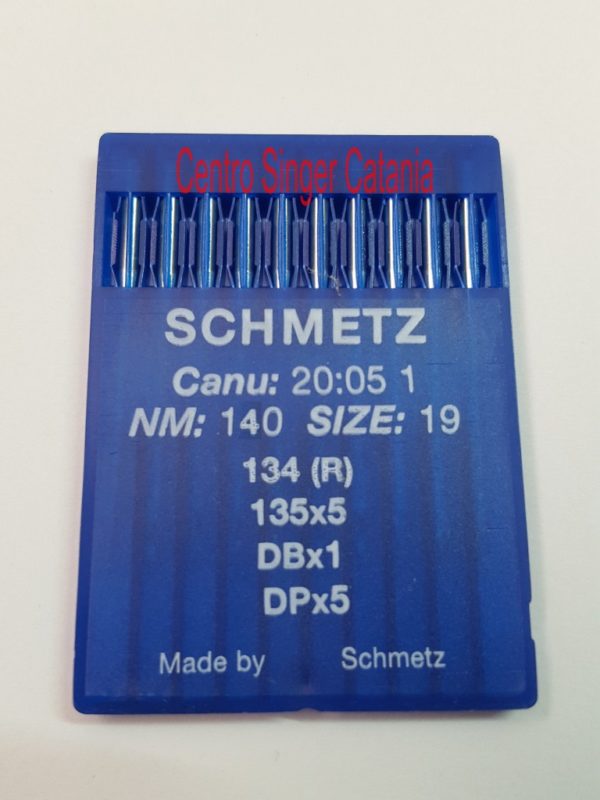 Centro Singer Catania
SCHMETZ
Canu: 20:05 1
NM: 140 SIZE: 19
134 (R)
135x5
DBx1
DPx5
Made by Schmetz